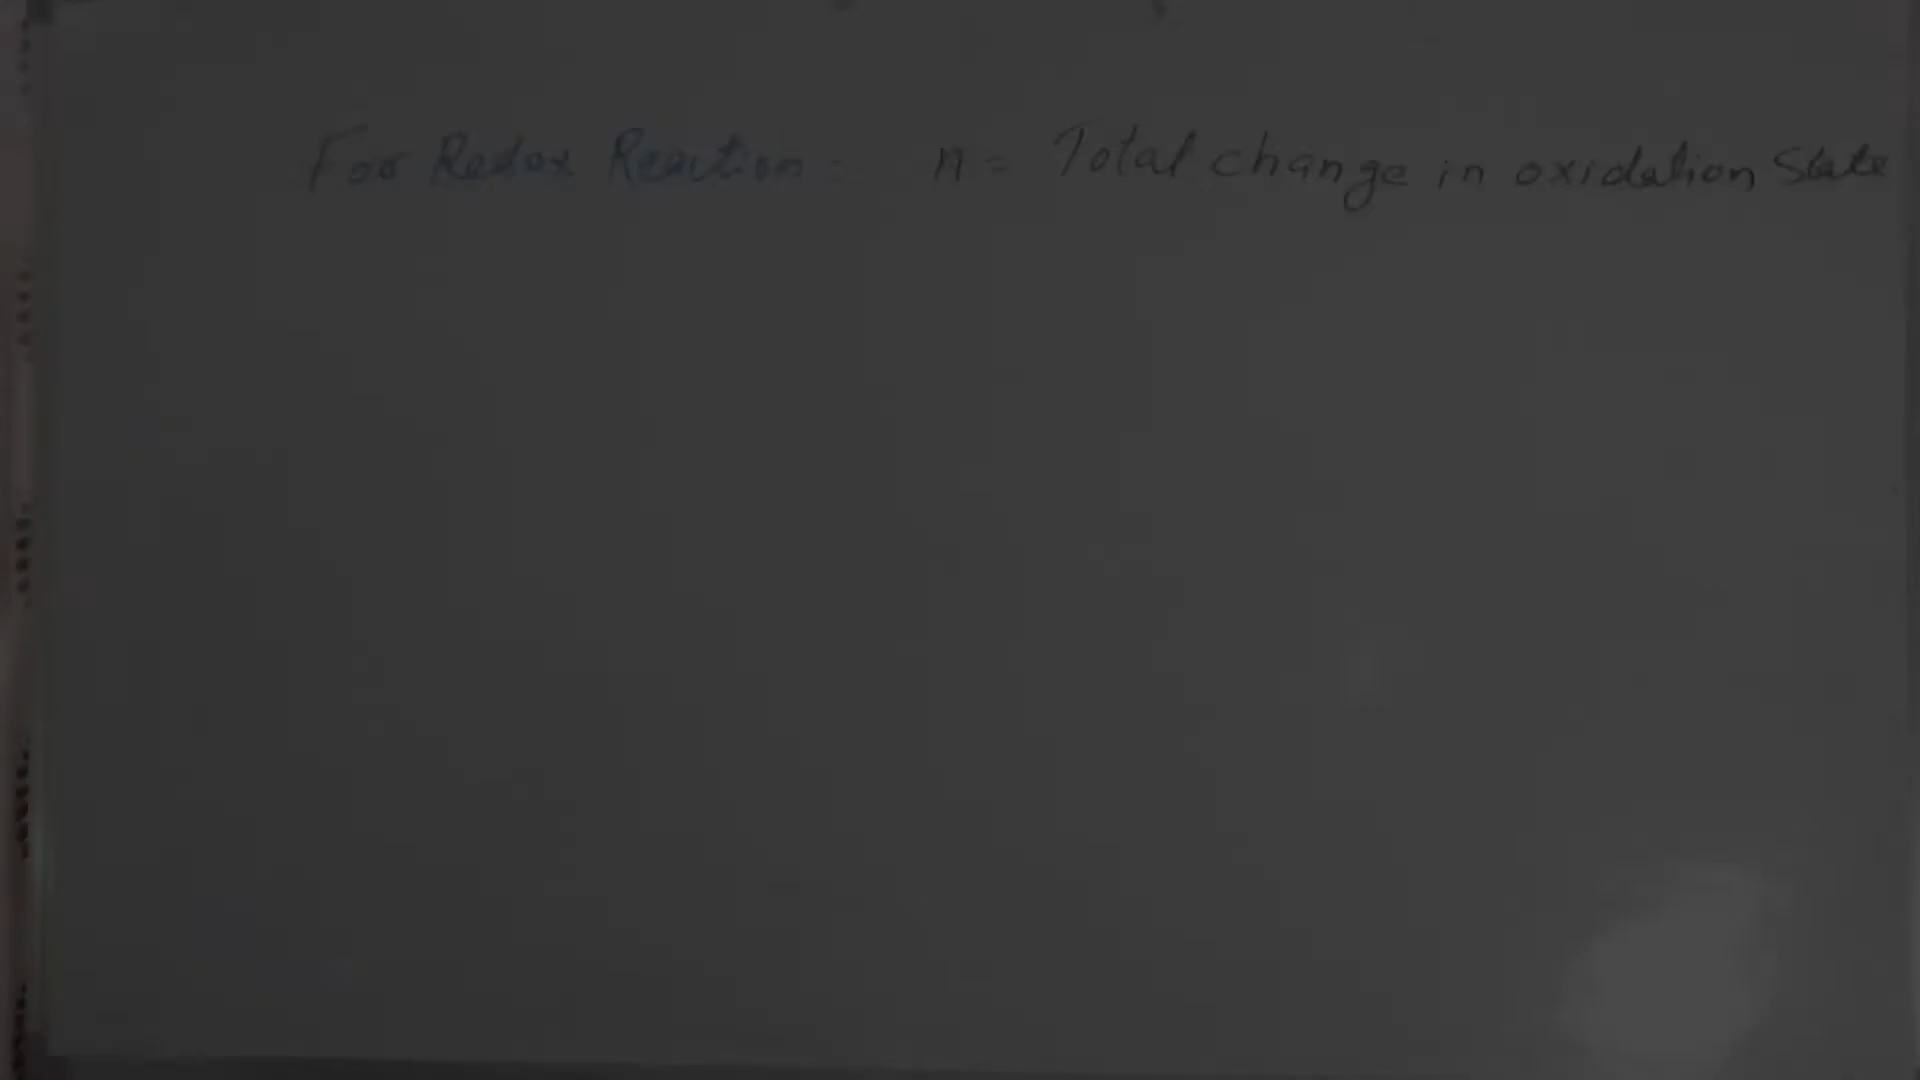 For Redox Reaction :- n = Total change in oxidation State